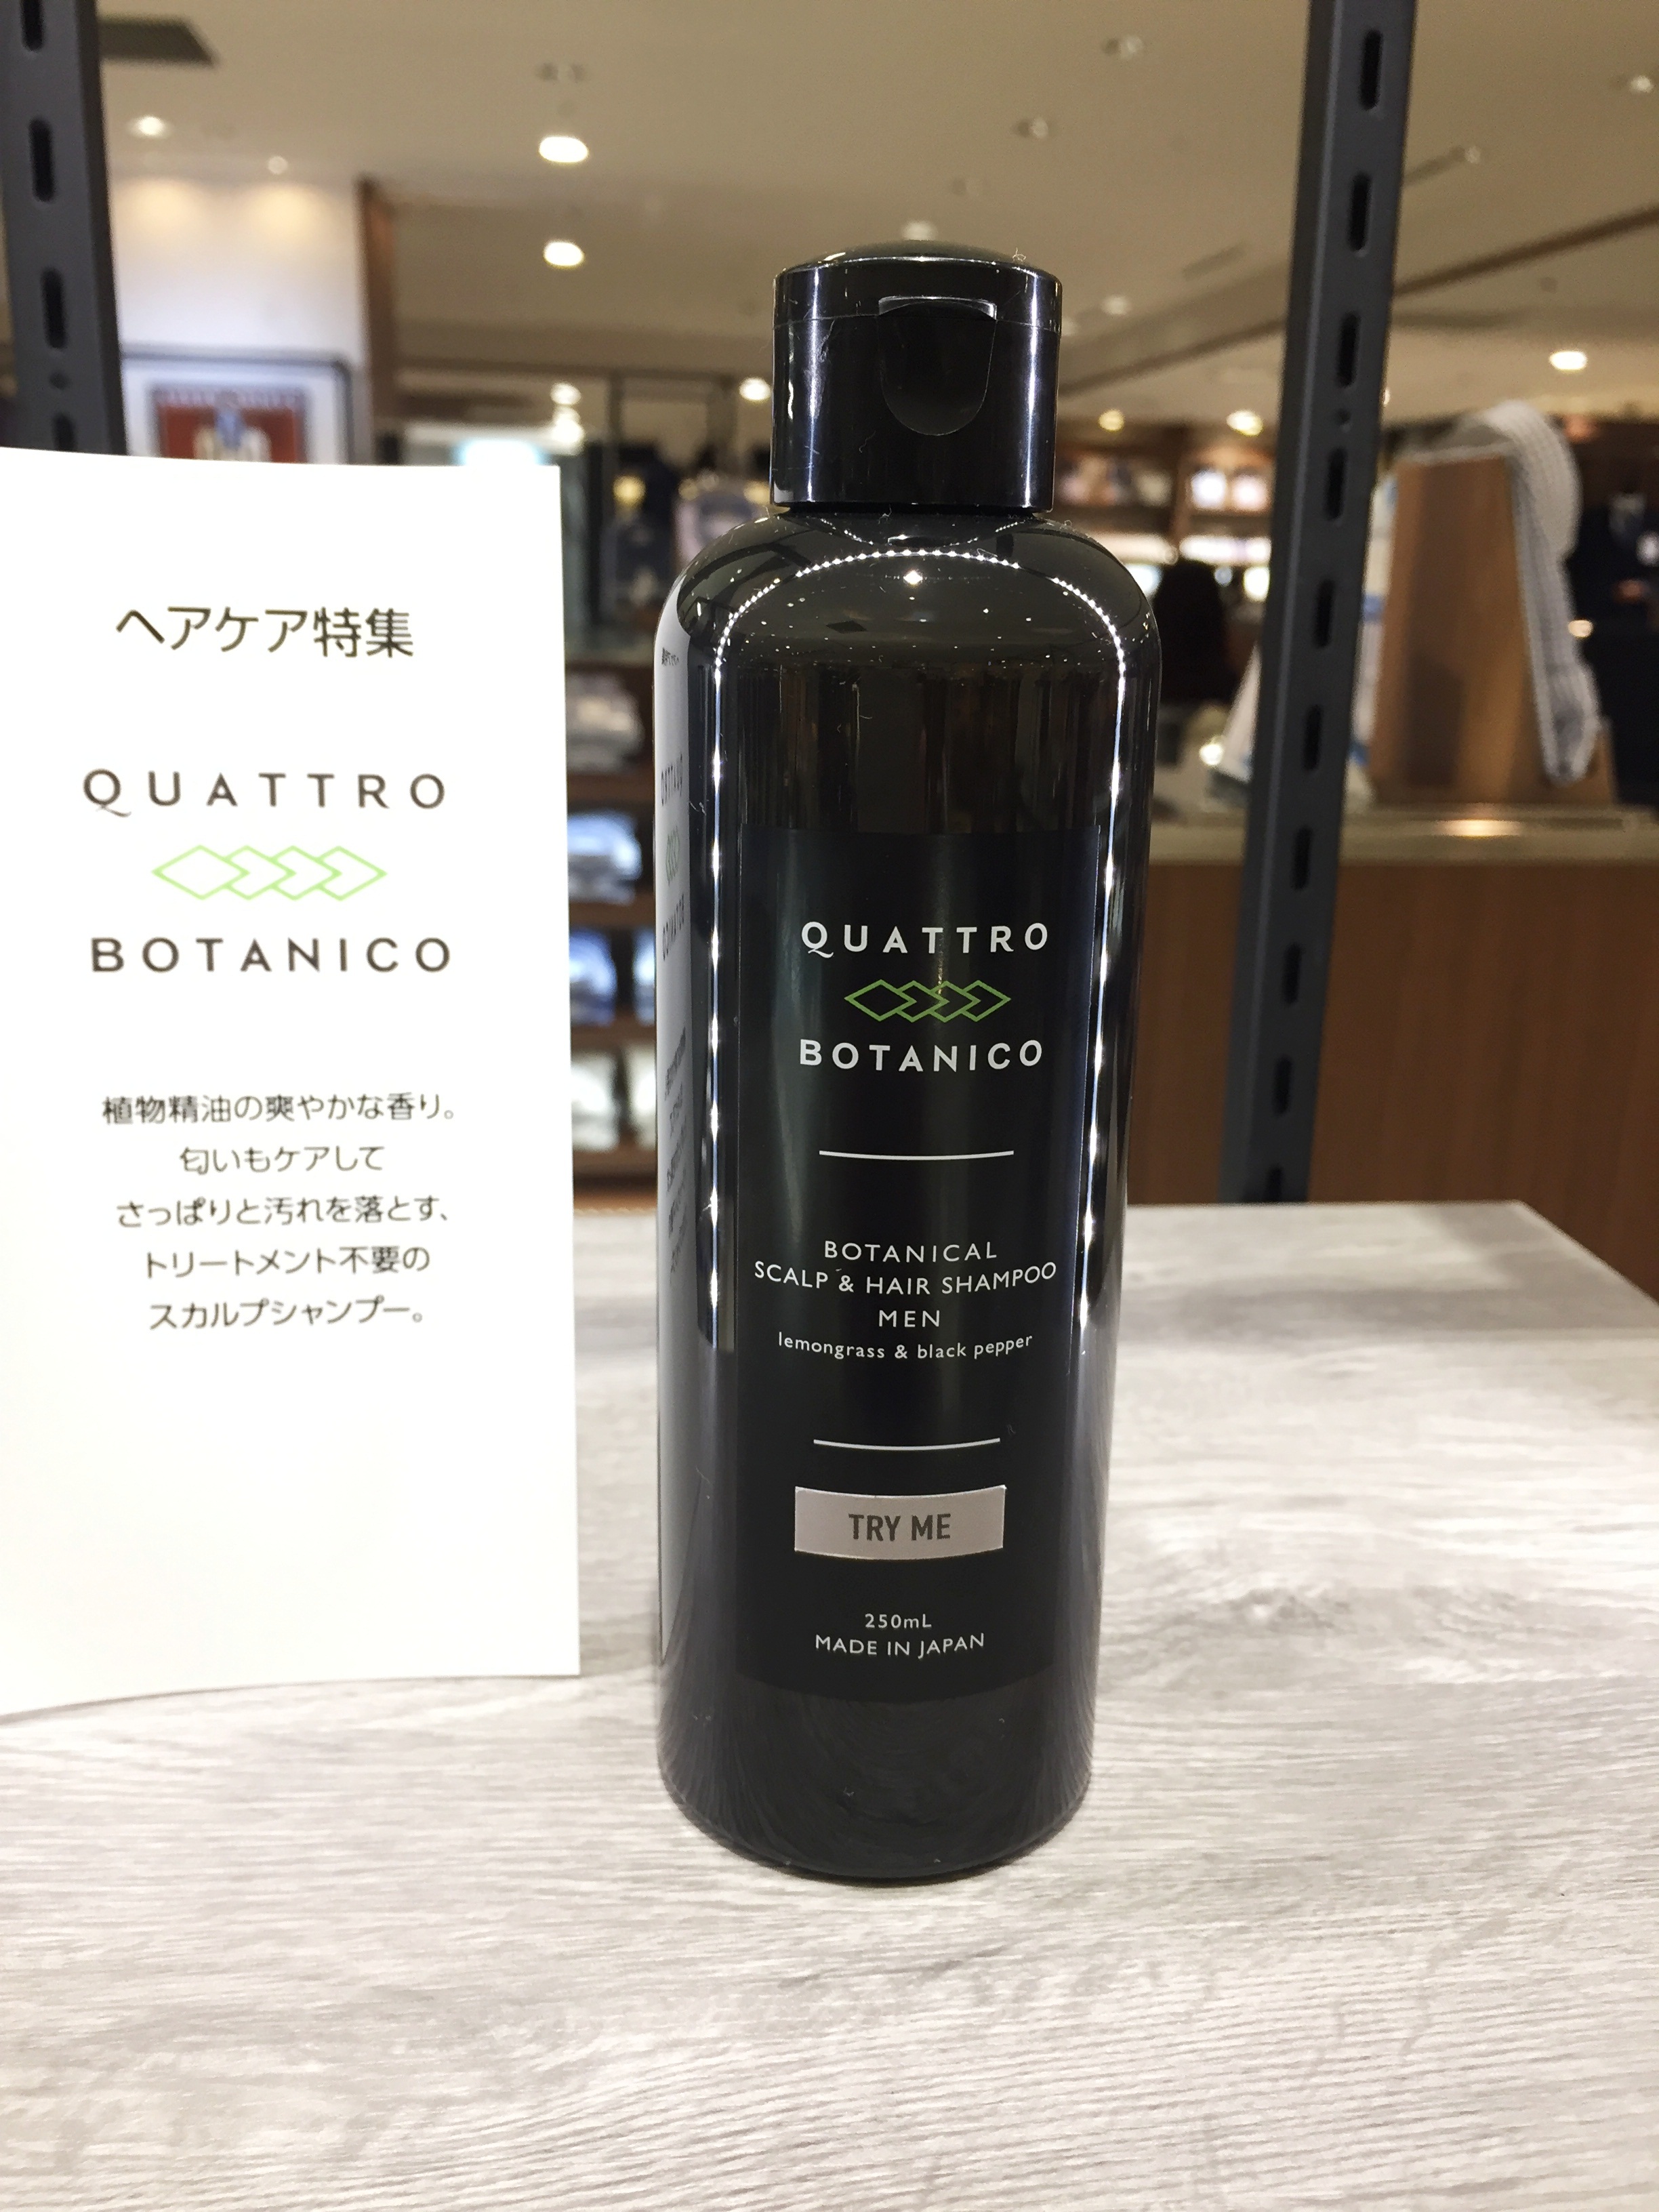 ヘアケア特集
QUATTRO
BOTANICO
植物精油の爽やかな香り。
匂いもケアして
さっぱりと汚れを落とす、
トリートメント不要の
スカルプシャンプー。
QUATTRO
BOTANICO
BOTANICAL
SCALP & HAIR SHAMPOO
MEN
lemongrass & black pepper
TRY ME
250mL
MADE IN JAPAN